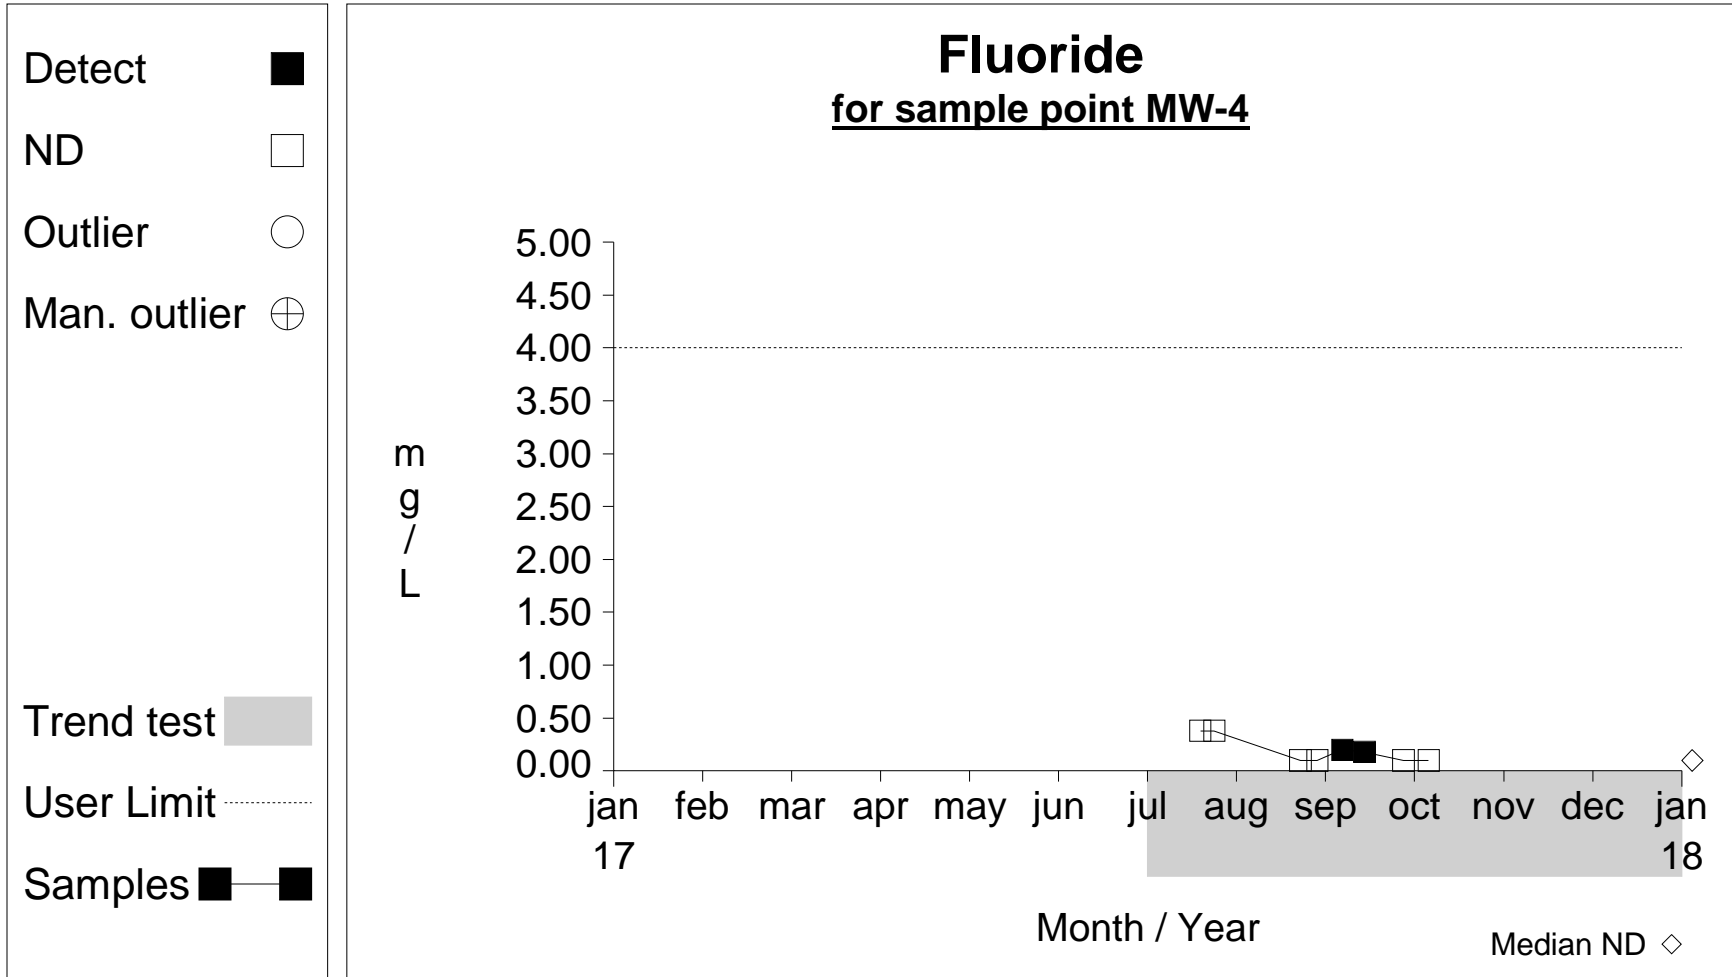 Detect
ND
Outlier
Man. outlier
Trend test
User Limit
Samples
Fluoride
for sample point MW-4
m
g
/
L
5.00
4.50
4.00
3.50
3.00
2.50
2.00
1.50
1.00
0.50
0.00
jan feb mar apr may jun jul aug sep oct nov dec jan
17 18
Month / Year
Median ND